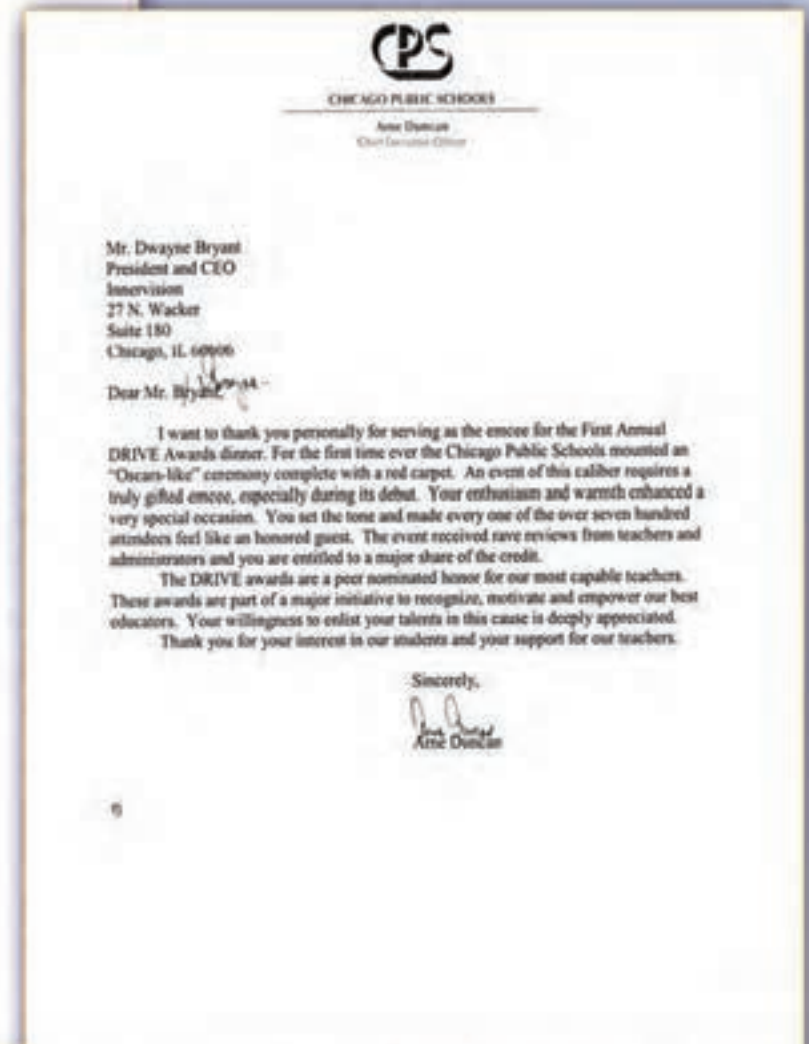 CPS
CHICAGO PUBLIC SCHOOLS
Arne Duncan
Chief Executive Officer
Mr. Dwayne Bryant
President and CEO
Innervision
27 N. Wacker
Suite 180
Chicago, IL 60606
Dear Mr. Bryant,
I want to thank you personally for serving as the emcee for the First Annual
DRIVE Awards dinner. For the first time ever the Chicago Public Schools mounted an
"Oscars-like" ceremony complete with a red carpet. An event of this caliber requires a
truly gifted emcee, especially during its debut. Your enthusiasm and warmth enhanced a
very special occasion. You set the tone and made every one of the over seven hundred
attendees feel like an honored guest. The event received rave reviews from teachers and
administrators and you are entitled to a major share of the credit.
The DRIVE awards are a peer nominated honor for our most capable teachers.
These awards are part of a major initiative to recognize, motivate and empower our best
educators. Your willingness to enlist your talents in this cause is deeply appreciated.
Thank you for your interest in our students and your support for our teachers.
Sincerely,
Arne Duncan